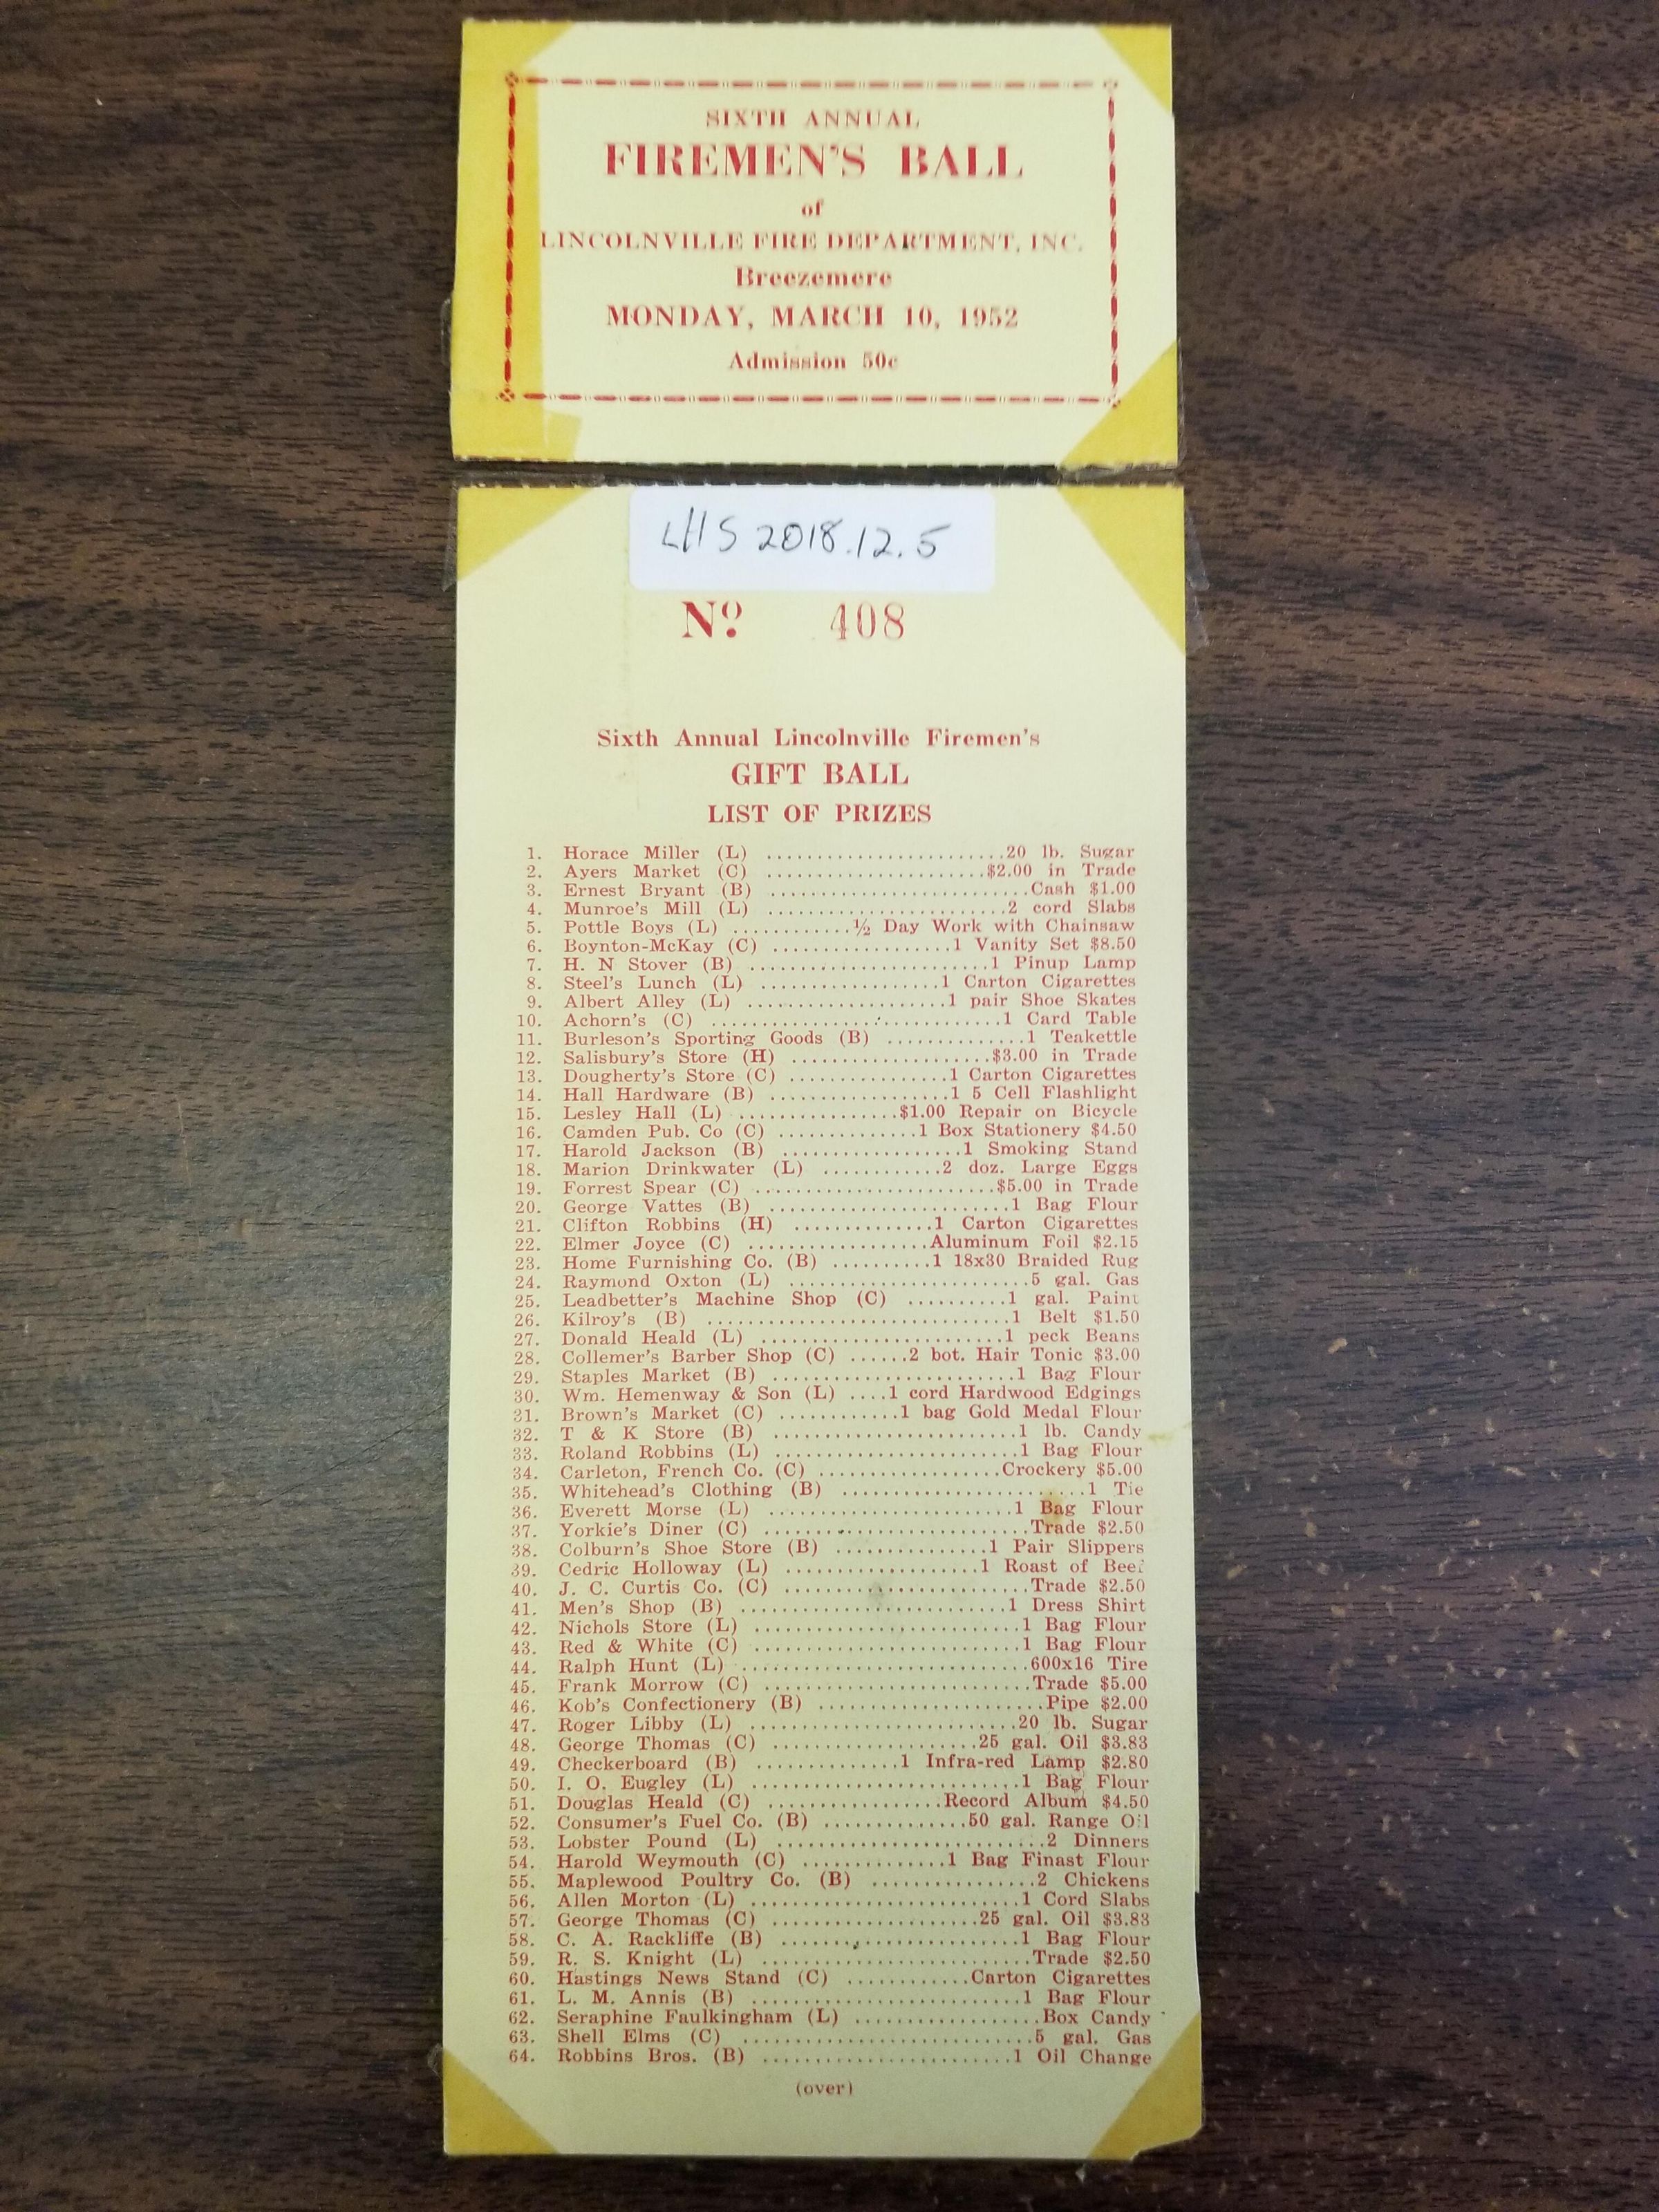 SIXTH ANNUAL
FIREMEN'S BALL
of
LINCOLNVILLE FIRE DEPARTMENT, INC.
Breezemere
MONDAY, MARCH 10, 1952
Admission 50c
LHS 2018.12.5
No. 408
Sixth Annual Lincolnville Firemen's
GIFT BALL
LIST OF PRIZES
1. Horace Miller (L) ........................20 lb. Sugar
2. Ayers Market (C) ......................$2.00 in Trade
3. Ernest Bryant (B) ..........................Cash $1.00
4. Munroe's Mill (L) ........................2 cord Slabs
5. Pottle Boys (L) ............½ Day Work with Chainsaw
6. Boynton-McKay (C) ..................1 Vanity Set $8.50
7. H. N Stover (B) ........................1 Pinup Lamp
8. Steel's Lunch (L) ..................1 Carton Cigarettes
9. Albert Alley (L) ....................1 pair Shoe Skates
10. Achorn's (C) .............................1 Card Table
11. Burleson's Sporting Goods (B) ..............1 Teakettle
12. Salisbury's Store (H) ....................$3.00 in Trade
13. Dougherty's Store (C) ................1 Carton Cigarettes
14. Hall Hardware (B) ..................1 5 Cell Flashlight
15. Lesley Hall (L) ................$1.00 Repair on Bicycle
16. Camden Pub. Co (C) ..............1 Box Stationery $4.50
17. Harold Jackson (B) ..................1 Smoking Stand
18. Marion Drinkwater (L) ............2 doz. Large Eggs
19. Forrest Spear (C) ........................$5.00 in Trade
20. George Vattes (B) ........................1 Bag Flour
21. Clifton Robbins (H) ..............1 Carton Cigarettes
22. Elmer Joyce (C) ..................Aluminum Foil $2.15
23. Home Furnishing Co. (B) ..........1 18x30 Braided Rug
24. Raymond Oxton (L) ........................5 gal. Gas
25. Leadbetter's Machine Shop (C) ..........1 gal. Paint
26. Kilroy's (B) ..............................1 Belt $1.50
27. Donald Heald (L) ........................1 peck Beans
28. Collemer's Barber Shop (C) ......2 bot. Hair Tonic $3.00
29. Staples Market (B) ........................1 Bag Flour
30. Wm. Hemenway & Son (L) ....1 cord Hardwood Edgings
31. Brown's Market (C) ............1 bag Gold Medal Flour
32. T & K Store (B) ........................1 lb. Candy
33. Roland Robbins (L) ........................1 Bag Flour
34. Carleton, French Co. (C) ..................Crockery $5.00
35. Whitehead's Clothing (B) ........................1 Tie
36. Everett Morse (L) ........................1 Bag Flour
37. Yorkie's Diner (C) ..........................Trade $2.50
38. Colburn's Shoe Store (B) ...............1 Pair Slippers
39. Cedric Holloway (L) ...................1 Roast of Beef
40. J. C. Curtis Co. (C) ........................Trade $2.50
41. Men's Shop (B) ..........................1 Dress Shirt
42. Nichols Store (L) ..........................1 Bag Flour
43. Red & White (C) ..........................1 Bag Flour
44. Ralph Hunt (L) ............................600x16 Tire
45. Frank Morrow (C) ..........................Trade $5.00
46. Kob's Confectionery (B) ......................Pipe $2.00
47. Roger Libby (L) ..........................20 lb. Sugar
48. George Thomas (C) ....................25 gal. Oil $3.83
49. Checkerboard (B) ..............1 Infra-red Lamp $2.80
50. I. O. Eugley (L) ..........................1 Bag Flour
51. Douglas Heald (C) .................Record Album $4.50
52. Consumer's Fuel Co. (B) ..............50 gal. Range Oil
53. Lobster Pound (L) ..........................2 Dinners
54. Harold Weymouth (C) ..............1 Bag Finast Flour
55. Maplewood Poultry Co. (B) ................2 Chickens
56. Allen Morton (L) ..........................1 Cord Slabs
57. George Thomas (C) ....................25 gal. Oil $3.83
58. C. A. Rackliffe (B) ........................1 Bag Flour
59. R. S. Knight (L) ..........................Trade $2.50
60. Hastings News Stand (C) ............Carton Cigarettes
61. L. M. Annis (B) ..........................1 Bag Flour
62. Seraphine Faulkingham (L) ..................Box Candy
63. Shell Elms (C) ............................5 gal. Gas
64. Robbins Bros. (B) ........................1 Oil Change
(over)